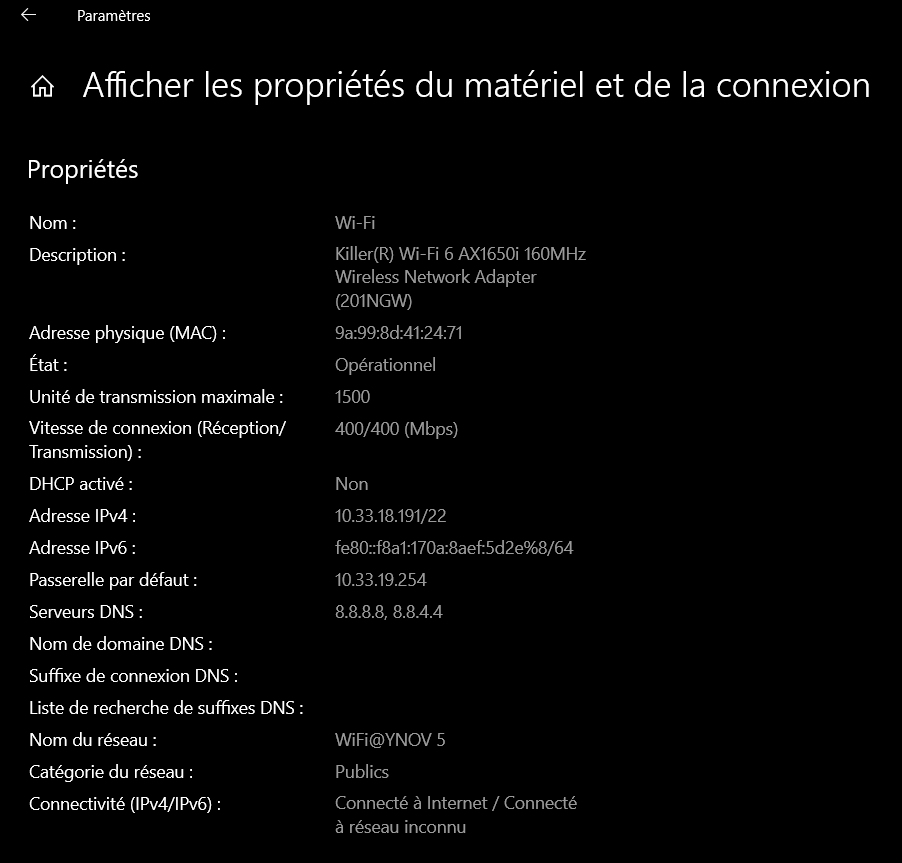 Paramètres
Afficher les propriétés du matériel et de la connexion
Propriétés
Nom : Wi-Fi
Description : Killer(R) Wi-Fi 6 AX1650i 160MHz
Wireless Network Adapter
(201NGW)
Adresse physique (MAC) : 9a:99:8d:41:24:71
État : Opérationnel
Unité de transmission maximale : 1500
Vitesse de connexion (Réception/ 400/400 (Mbps)
Transmission) :
DHCP activé : Non
Adresse IPv4 : 10.33.18.191/22
Adresse IPv6 : fe80::f8a1:170a:8aef:5d2e%8/64
Passerelle par défaut : 10.33.19.254
Serveurs DNS : 8.8.8.8, 8.8.4.4
Nom de domaine DNS :
Suffixe de connexion DNS :
Liste de recherche de suffixes DNS :
Nom du réseau : WiFi@YNOV 5
Catégorie du réseau : Publics
Connectivité (IPv4/IPv6) : Connecté à Internet / Connecté
à réseau inconnu